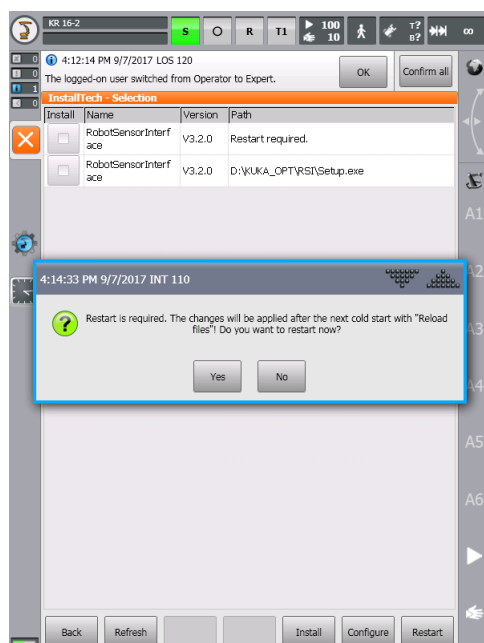 KR 16-2
S O R T1 100 10 T? B? ∞
0
0
1
0
4:12:14 PM 9/7/2017 LOS 120
The logged-on user switched from Operator to Expert.
OK
Confirm all
InstallTech - Selection
Install Name Version Path
RobotSensorInterf
ace
V3.2.0 Restart required.
RobotSensorInterf
ace
V3.2.0 D:\KUKA_OPT\RSI\Setup.exe
A1
4:14:33 PM 9/7/2017 INT 110
A2
Restart is required. The changes will be applied after the next cold start with "Reload
files"! Do you want to restart now?
A3
Yes No
A4
A5
A6
Back Refresh Install Configure Restart